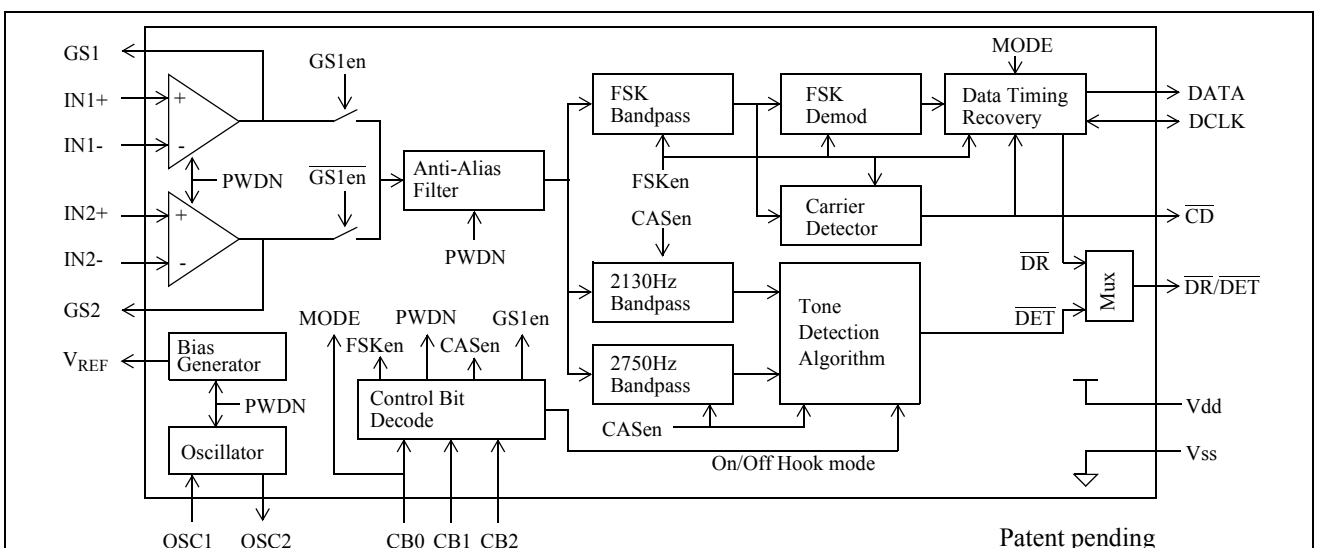 GS1
IN1+
IN1-
IN2+
IN2-
GS2
VREF
+
-
+
-
PWDN
GS1en
GS1en
Anti-Alias
Filter
PWDN
Bias
Generator
PWDN
Oscillator
OSC1
OSC2
MODE
FSKen
PWDN
CASen
GS1en
Control Bit
Decode
CB0
CB1
CB2
FSK
Bandpass
FSK
Demod
MODE
Data Timing
Recovery
FSKen
Carrier
Detector
CASen
2130Hz
Bandpass
2750Hz
Bandpass
CASen
Tone
Detection
Algorithm
On/Off Hook mode
DR
DET
Mux
DATA
DCLK
CD
DR/DET
Vdd
Vss
Patent pending